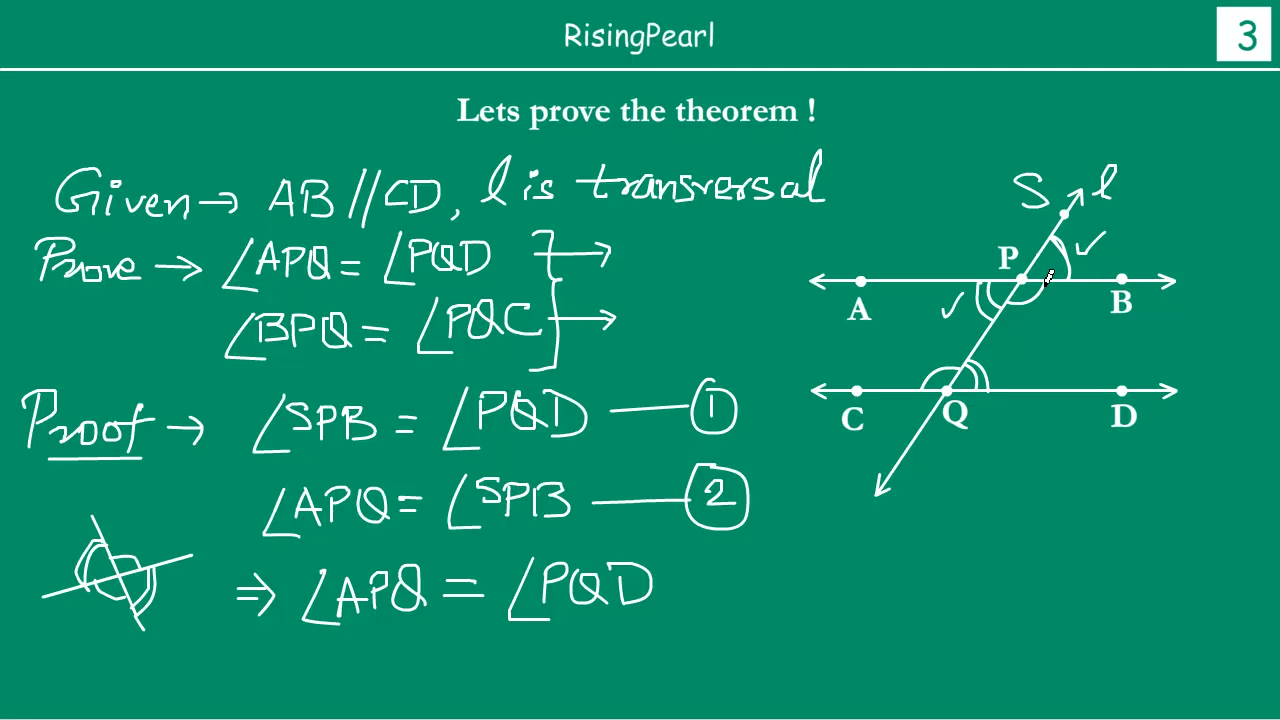 RisingPearl
3
Lets prove the theorem !
Given → AB // CD, l is transversal
Prove → ∠APQ = ∠PQD
∠BPQ = ∠PQC
Proof → ∠SPB = ∠PQD — 1
∠APQ = ∠SPB — 2
⇒ ∠APQ = ∠PQD
S l
P
A B
C Q D